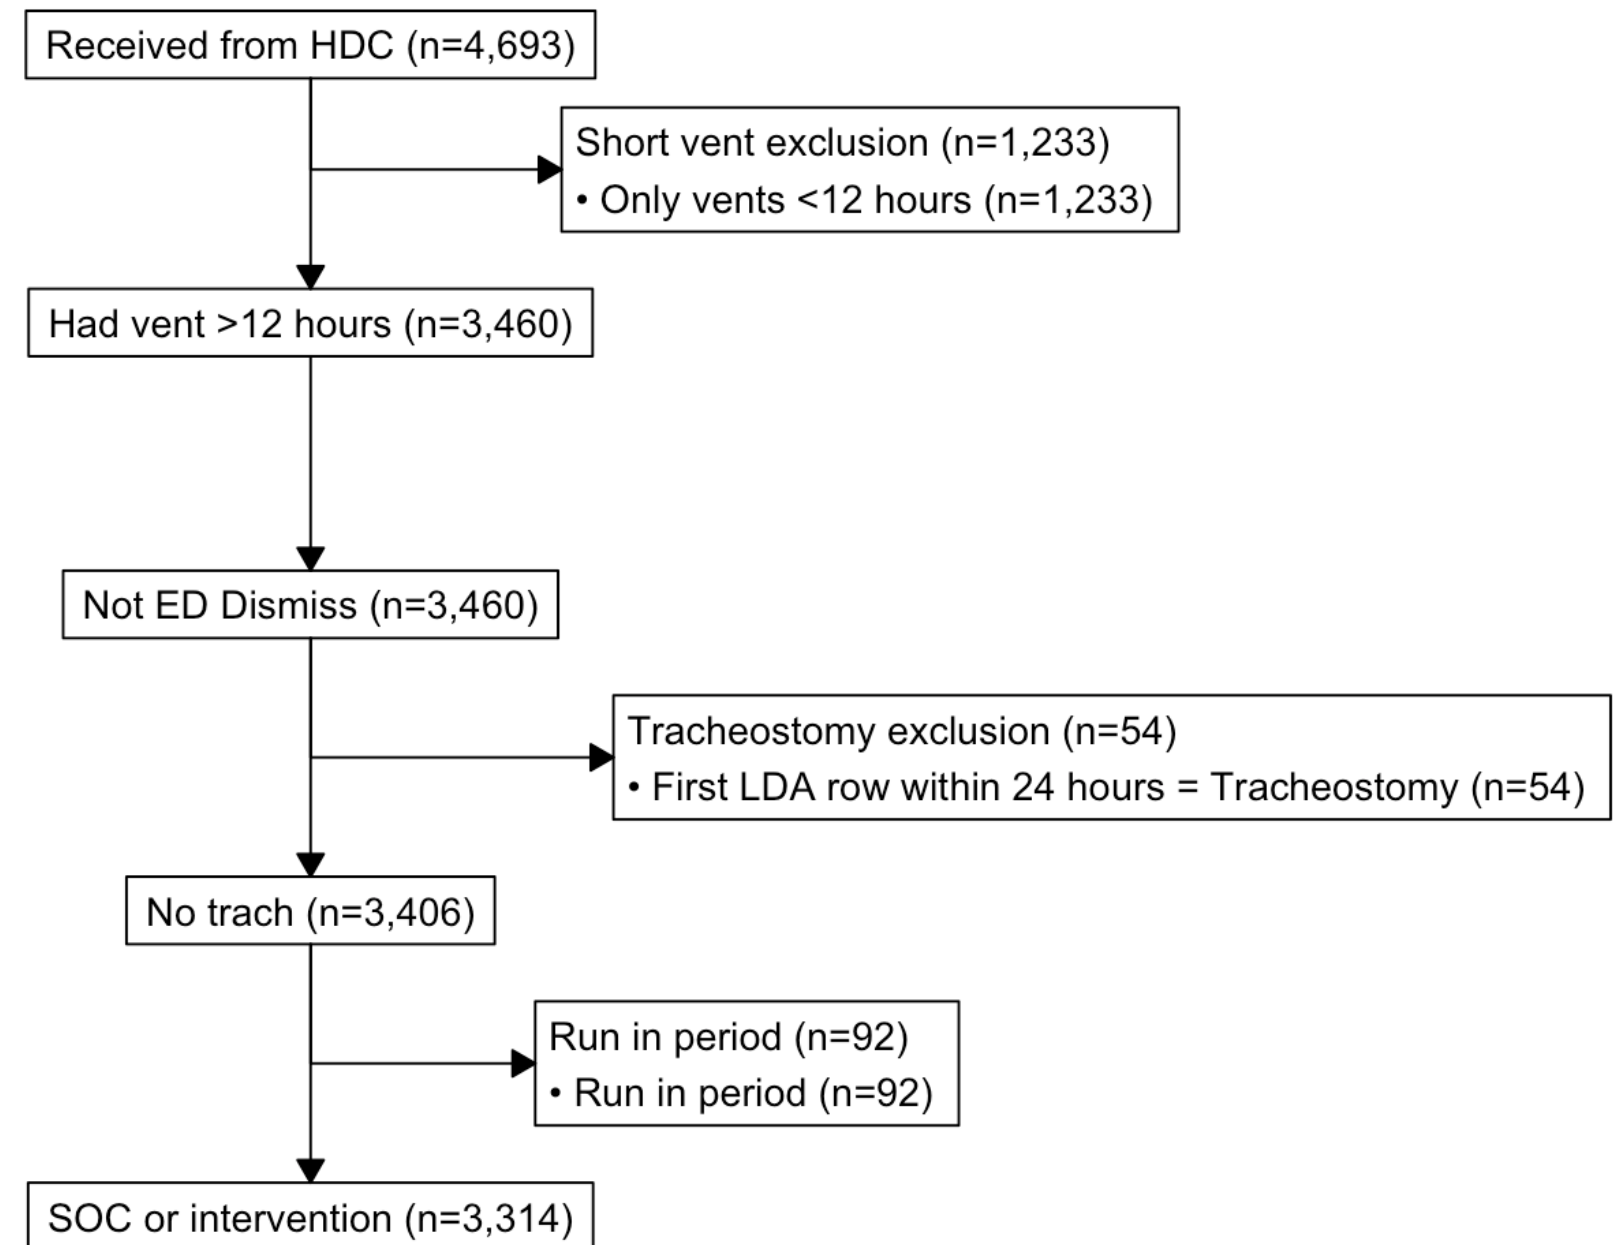 Received from HDC (n=4,693)
Short vent exclusion (n=1,233)
• Only vents <12 hours (n=1,233)
Had vent >12 hours (n=3,460)
Not ED Dismiss (n=3,460)
Tracheostomy exclusion (n=54)
• First LDA row within 24 hours = Tracheostomy (n=54)
No trach (n=3,406)
Run in period (n=92)
• Run in period (n=92)
SOC or intervention (n=3,314)